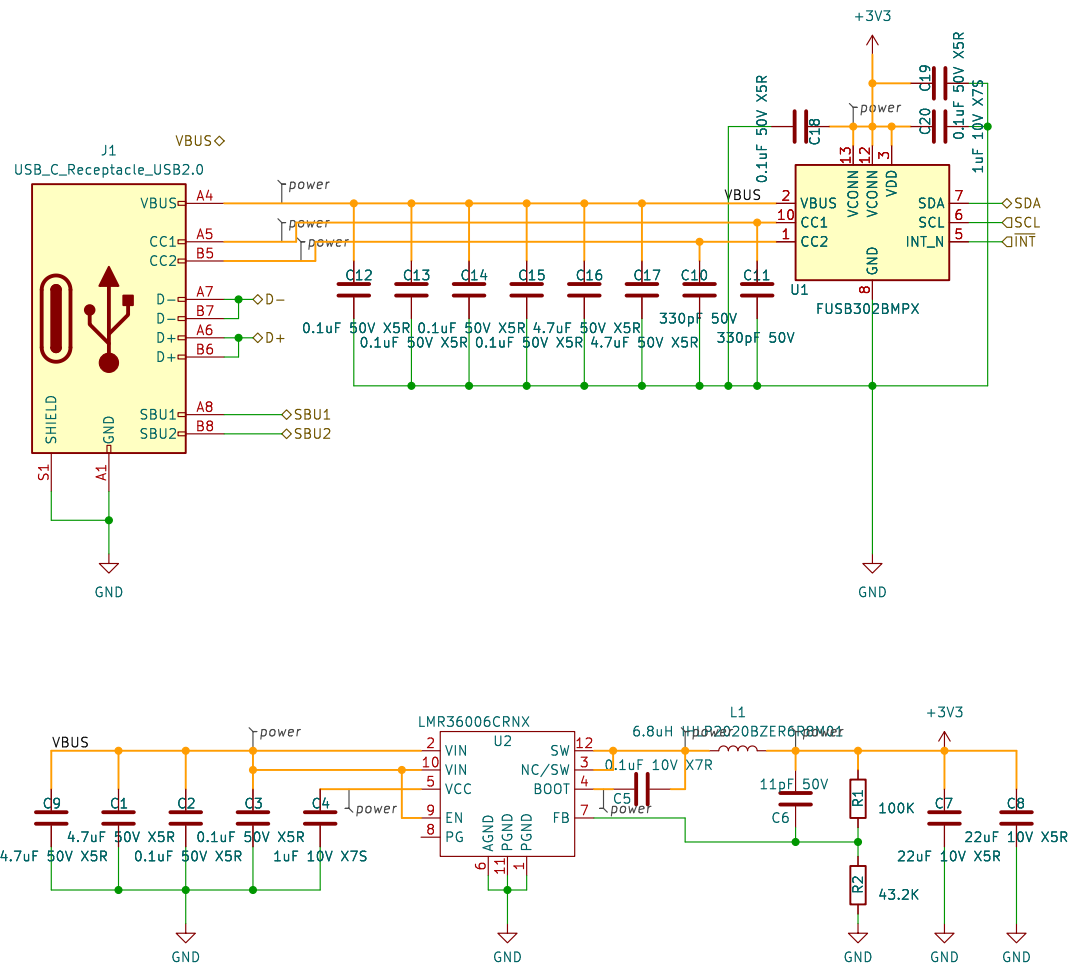 +3V3
C19
0.1uF 50V X5R
power
C18
0.1uF 50V X5R
C20
1uF 10V X7S
VBUS
J1
USB_C_Receptacle_USB2.0
13
12
3
VCONN
VCONN
VDD
power
VBUS
A4
VBUS
2
VBUS
SDA
7
SDA
power
10
CC1
SCL
6
SCL
CC1
A5
power
1
CC2
INT_N
5
INT
CC2
B5
GND
8
U1
FUSB302BMPX
C12
C13
C14
C15
C16
C17
C10
C11
D-
A7
D-
D-
B7
0.1uF 50V X5R
0.1uF 50V X5R
4.7uF 50V X5R
330pF 50V
D+
A6
D+
0.1uF 50V X5R
0.1uF 50V X5R
4.7uF 50V X5R
330pF 50V
D+
B6
SHIELD
GND
SBU1
A8
SBU1
SBU2
B8
SBU2
S1
A1
GND
GND
LMR36006CRNX
U2
L1
6.8uH IHLP2020BZER6R8M01
power
power
+3V3
VBUS
power
2
VIN
SW
12
10
VIN
NC/SW
3
0.1uF 10V X7R
5
VCC
BOOT
4
C5
power
power
9
EN
FB
7
8
PG
AGND
PGND
PGND
6
11
1
11pF 50V
C6
R1
100K
C9
C1
C2
C3
C4
C7
C8
4.7uF 50V X5R
0.1uF 50V X5R
22uF 10V X5R
4.7uF 50V X5R
0.1uF 50V X5R
1uF 10V X7S
22uF 10V X5R
R2
43.2K
GND
GND
GND
GND
GND